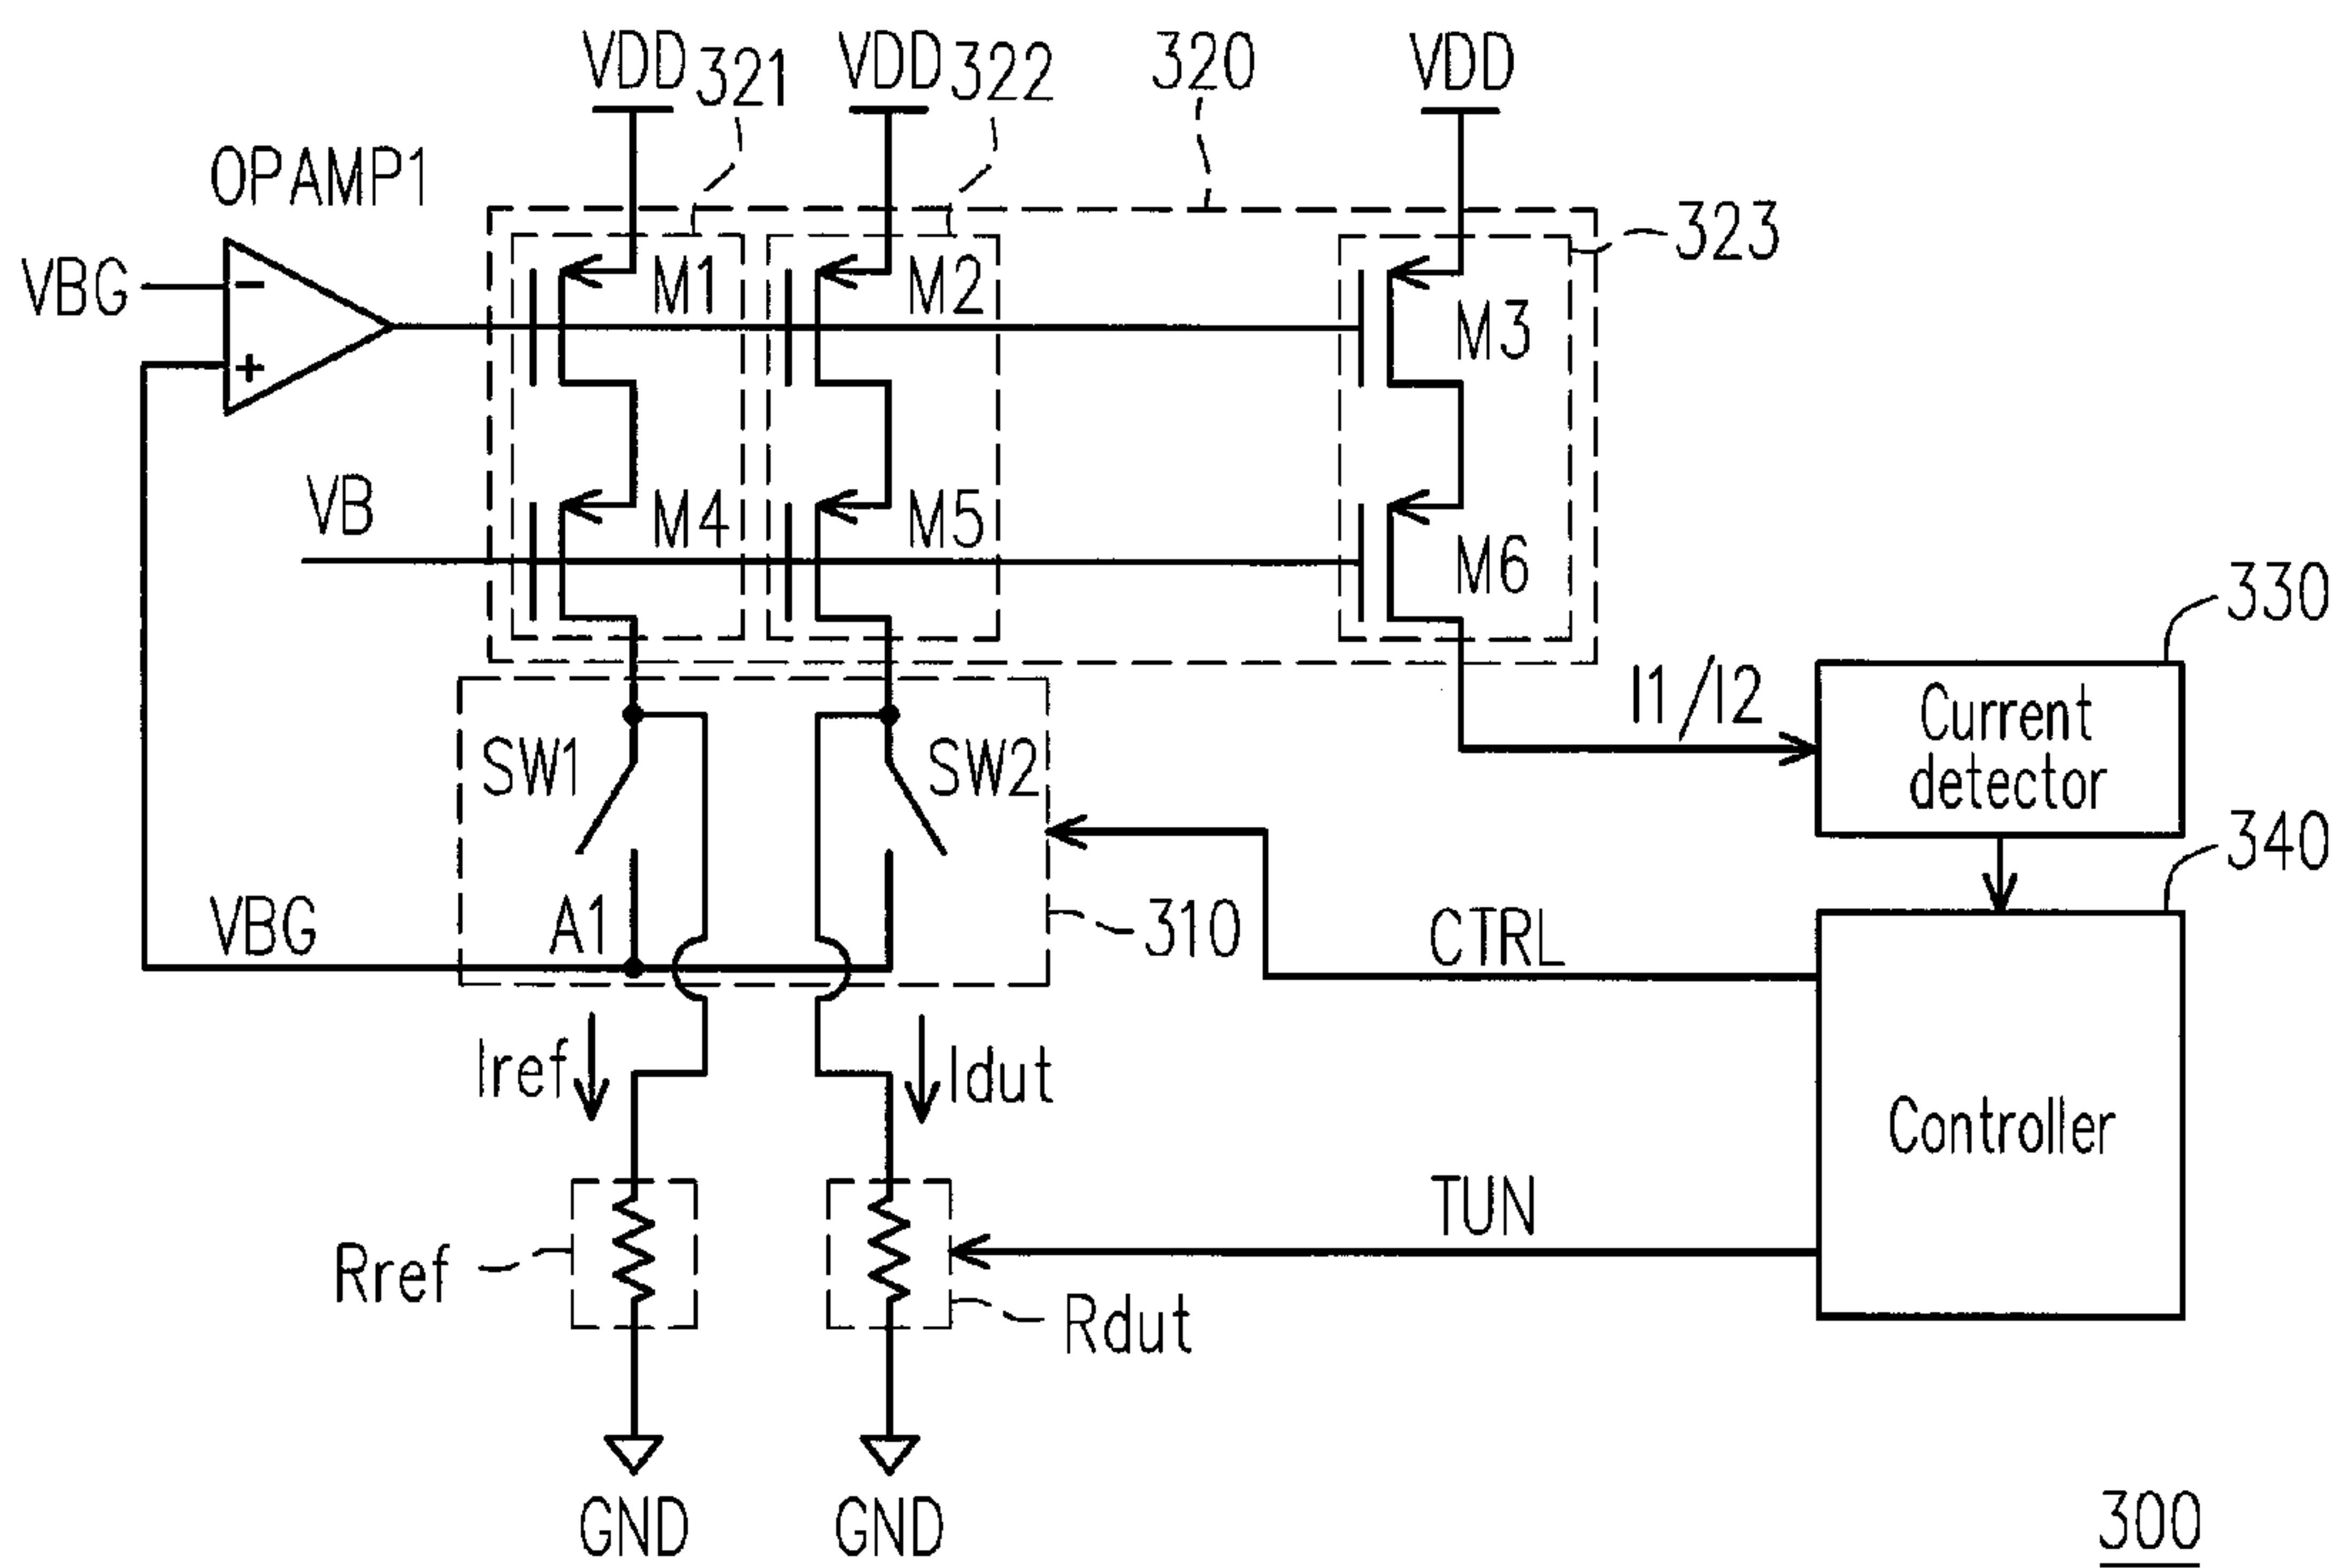 VDD 321 VDD 322 320 VDD
OPAMP1
VBG
-
+
M1
M2
323
M3
VB
M4
M5
M6
330
I1/I2
Current
detector
SW1
SW2
340
VBG
A1
310
CTRL
Iref
Idut
Controller
TUN
Rref
Rdut
GND
GND
300